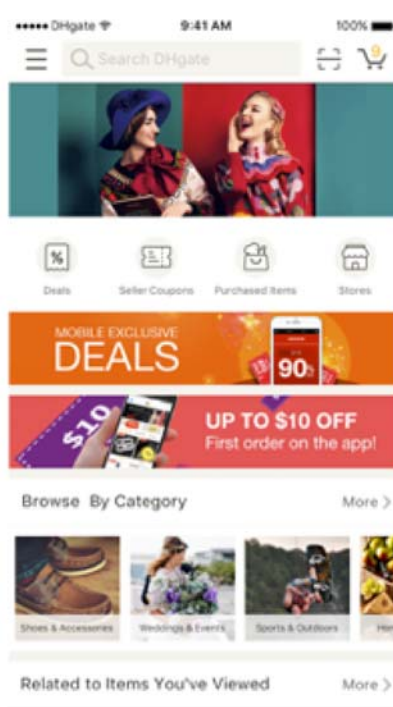 DHgate
9:41 AM
100%
Search DHgate
9
Deals
Seller Coupons
Purchased Items
Stores
MOBILE EXCLUSIVE
DEALS
90%
$10
UP TO $10 OFF
First order on the app!
Browse By Category
More >
Shoes & Accessories
Weddings & Events
Sports & Outdoors
Related to Items You've Viewed
More >